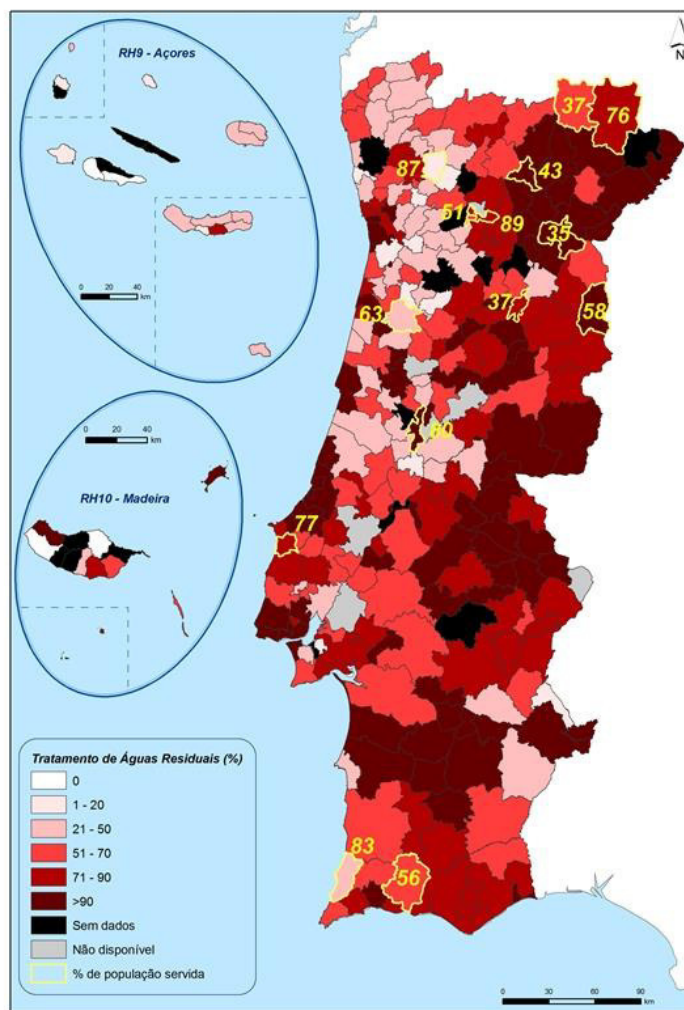 RH9 - Açores
N
37
76
87
43
51
89
35
0 20 40
km
63
37
58
0 20 40
km
60
RH10 - Madeira
77
Tratamento de Águas Residuais (%)
0
1 - 20
21 - 50
51 - 70
71 - 90
>90
Sem dados
Não disponível
% de população servida
83
56
0 30 60 90
km